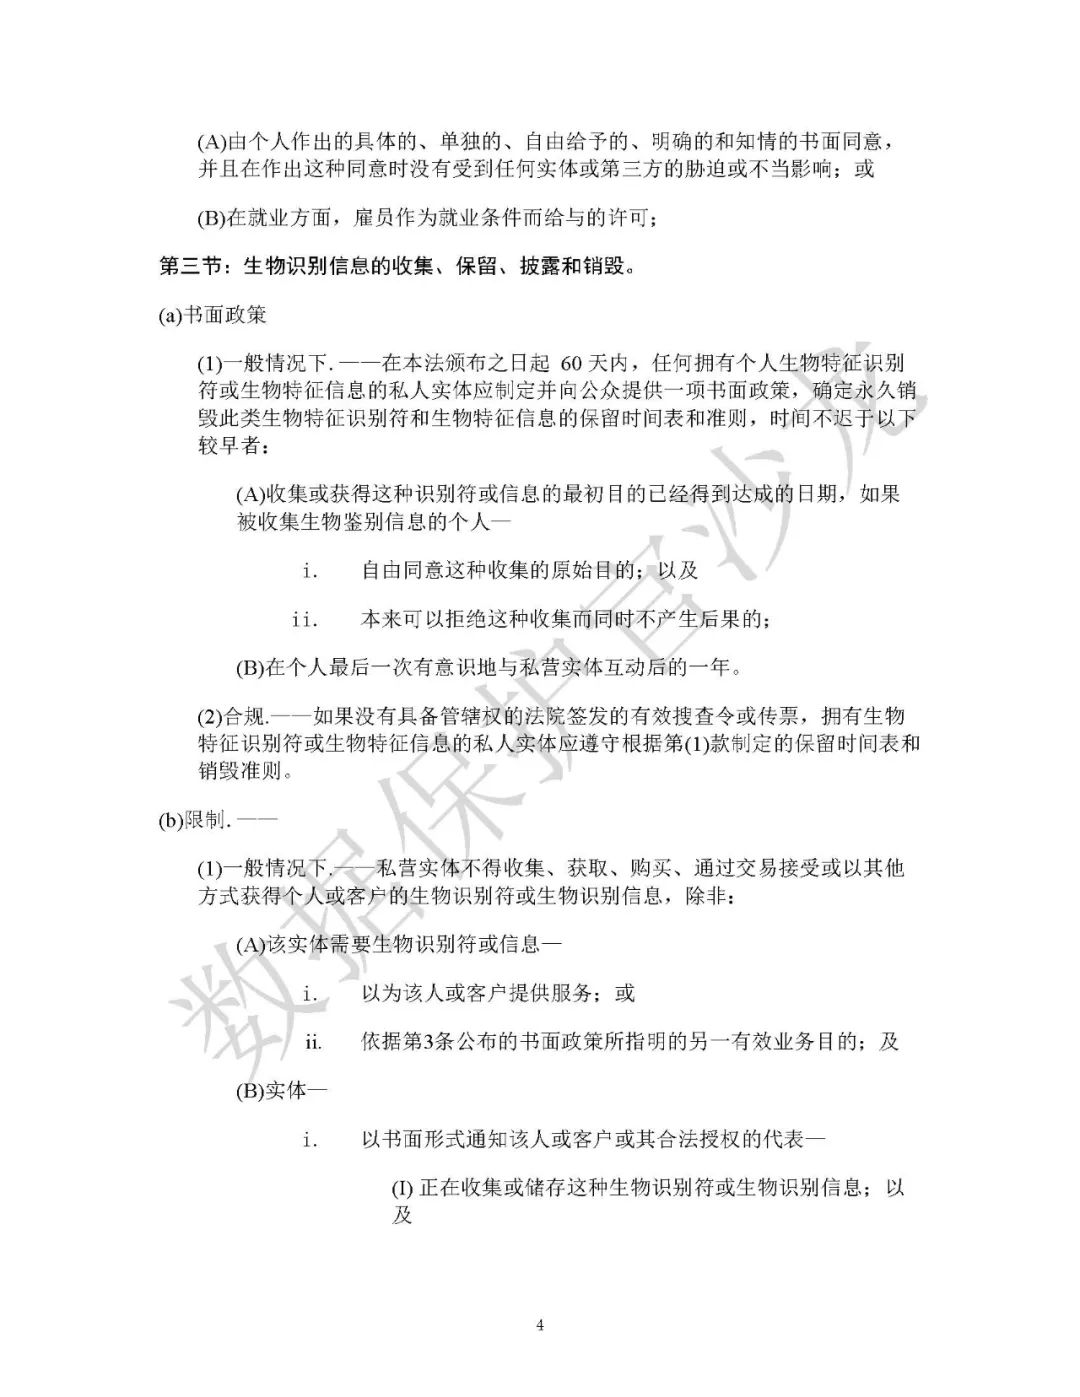 (A)由个人作出的具体的、单独的、自由给予的、明确的和知情的书面同意，
并且在作出这种同意时没有受到任何实体或第三方的胁迫或不当影响；或
(B)在就业方面，雇员作为就业条件而给与的许可；
第三节：生物识别信息的收集、保留、披露和销毁。
(a)书面政策
(1)一般情况下.——在本法颁布之日起 60 天内，任何拥有个人生物特征识别
符或生物特征信息的私人实体应制定并向公众提供一项书面政策，确定永久销
毁此类生物特征识别符和生物特征信息的保留时间表和准则，时间不迟于以下
较早者：
(A)收集或获得这种识别符或信息的最初目的已经得到达成的日期，如果
被收集生物鉴别信息的个人—
i. 自由同意这种收集的原始目的；以及
ii. 本来可以拒绝这种收集而同时不产生后果的；
(B)在个人最后一次有意识地与私营实体互动后的一年。
(2)合规.——如果没有具备管辖权的法院签发的有效搜查令或传票，拥有生物
特征识别符或生物特征信息的私人实体应遵守根据第(1)款制定的保留时间表和
销毁准则。
(b)限制.——
(1)一般情况下.——私营实体不得收集、获取、购买、通过交易接受或以其他
方式获得个人或客户的生物识别符或生物识别信息，除非：
(A)该实体需要生物识别符或信息—
i. 以为该人或客户提供服务；或
ii. 依据第3条公布的书面政策所指明的另一有效业务目的；及
(B)实体—
i. 以书面形式通知该人或客户或其合法授权的代表—
(I) 正在收集或储存这种生物识别符或生物识别信息；以
及
4
数据保护官沙龙